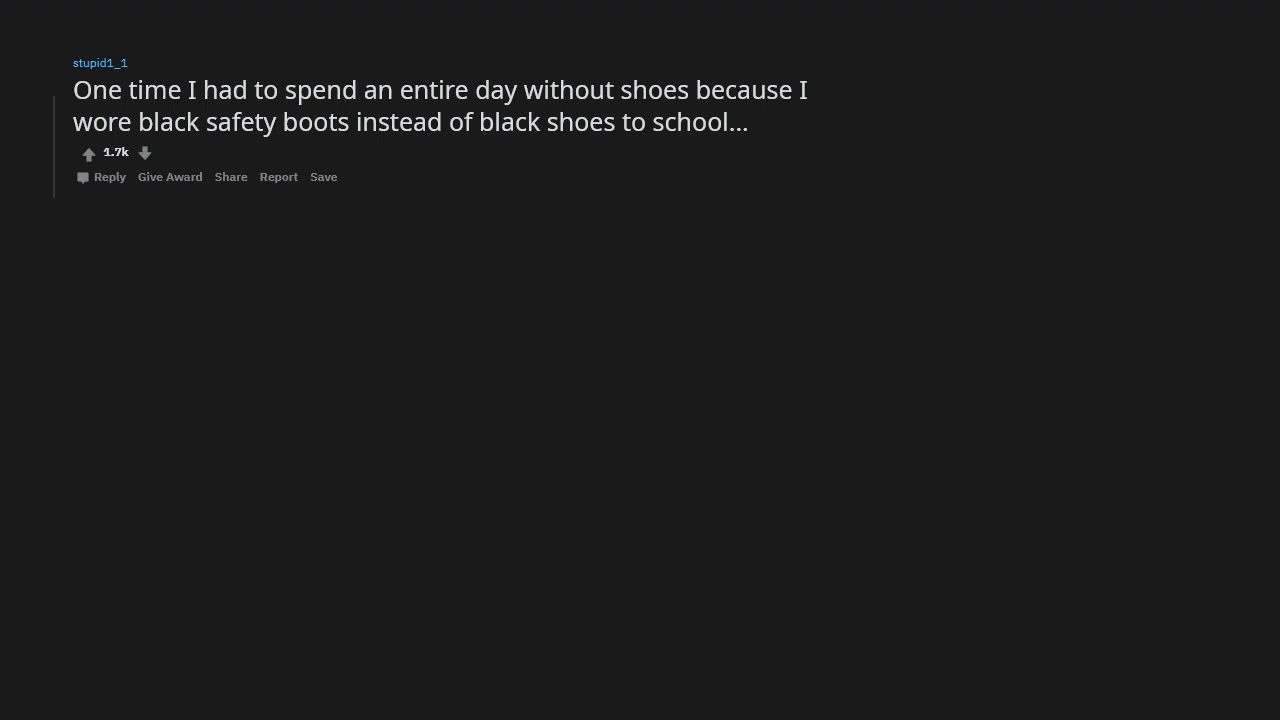 stupid1_1
One time I had to spend an entire day without shoes because I
wore black safety boots instead of black shoes to school...
1.7k
Reply Give Award Share Report Save